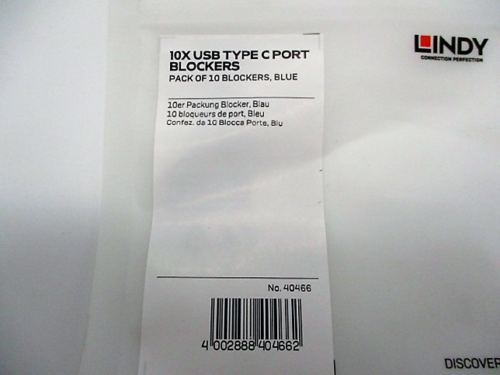 10X USB TYPE C PORT
BLOCKERS
PACK OF 10 BLOCKERS, BLUE
10er Packung Blocker, Blau
10 bloqueurs de port, Bleu
Confez. da 10 Blocca Porte, Blu
LINDY
CONNECTION PERFECTION
No. 40466
4 002888 404662
DISCOVER